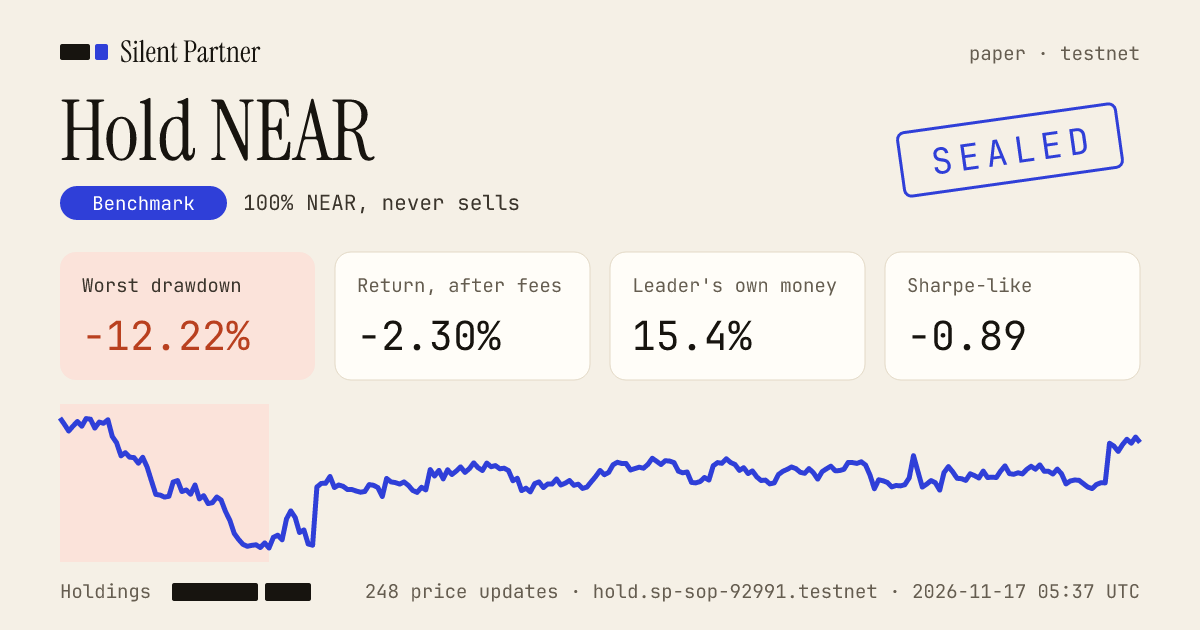 Silent Partner
paper · testnet
Hold NEAR
SEALED
Benchmark
100% NEAR, never sells
Worst drawdown
-12.22%
Return, after fees
-2.30%
Leader's own money
15.4%
Sharpe-like
-0.89
Holdings
248 price updates · hold.sp-sop-92991.testnet · 2026-11-17 05:37 UTC